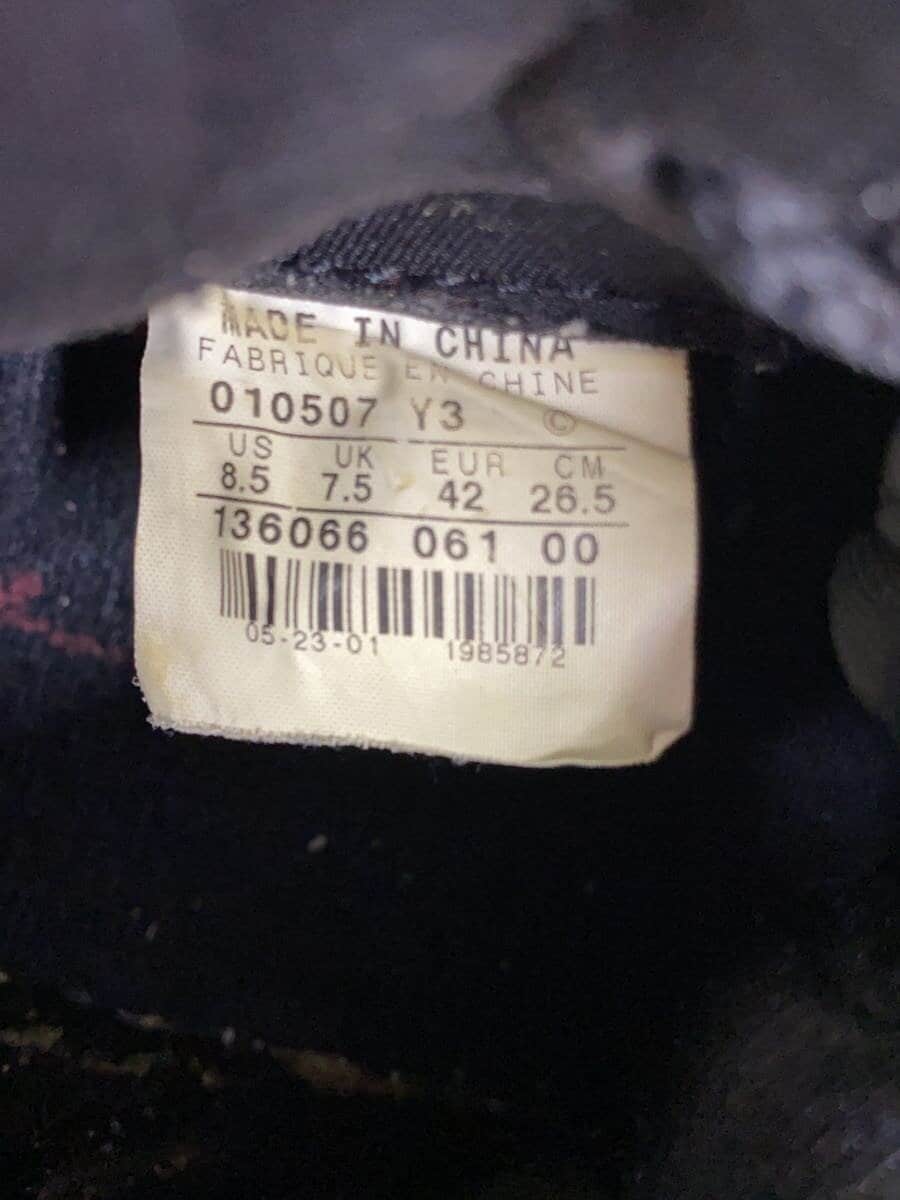 MADE IN CHINA
FABRIQUE EN CHINE
010507 Y3 ©
US UK EUR CM
8.5 7.5 42 26.5
136066 061 00
05-23-01 1985872